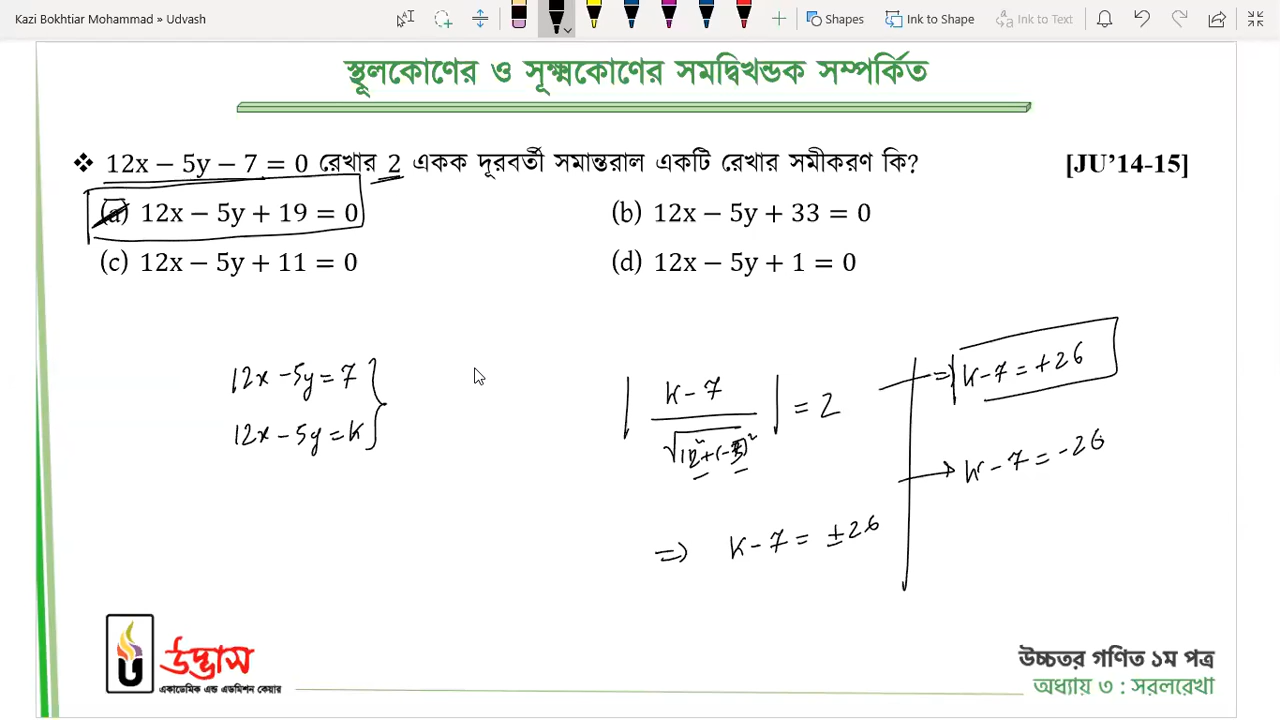 Kazi Bokhtiar Mohammad » Udvash
Shapes
Ink to Shape
Ink to Text
স্থূলকোণের ও সূক্ষ্মকোণের সমদ্বিখন্ডক সম্পর্কিত
❖ 12x − 5y − 7 = 0 রেখার 2 একক দূরবর্তী সমান্তরাল একটি রেখার সমীকরণ কি? [JU’14-15]
(a) 12x − 5y + 19 = 0
(b) 12x − 5y + 33 = 0
(c) 12x − 5y + 11 = 0
(d) 12x − 5y + 1 = 0
12x − 5y = 7
12x − 5y = k
| k − 7 / √12² + (−5)² | = 2
⇒ k − 7 = ±26
⇒ k − 7 = +26
→ k − 7 = −26
উদ্ভাস
একাডেমিক এন্ড এডমিশন কেয়ার
উচ্চতর গণিত ১ম পত্র
অধ্যায় ৩ : সরলরেখা